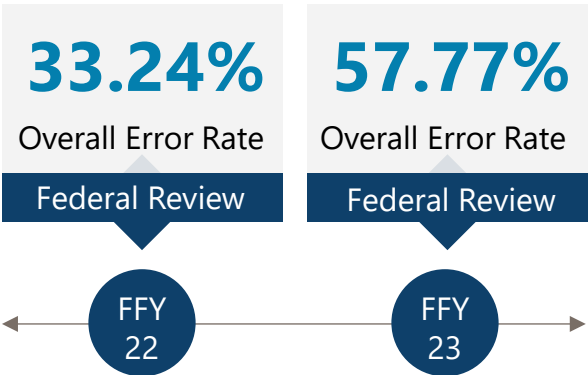 33.24%
Overall Error Rate
Federal Review
FFY
22
57.77%
Overall Error Rate
Federal Review
FFY
23